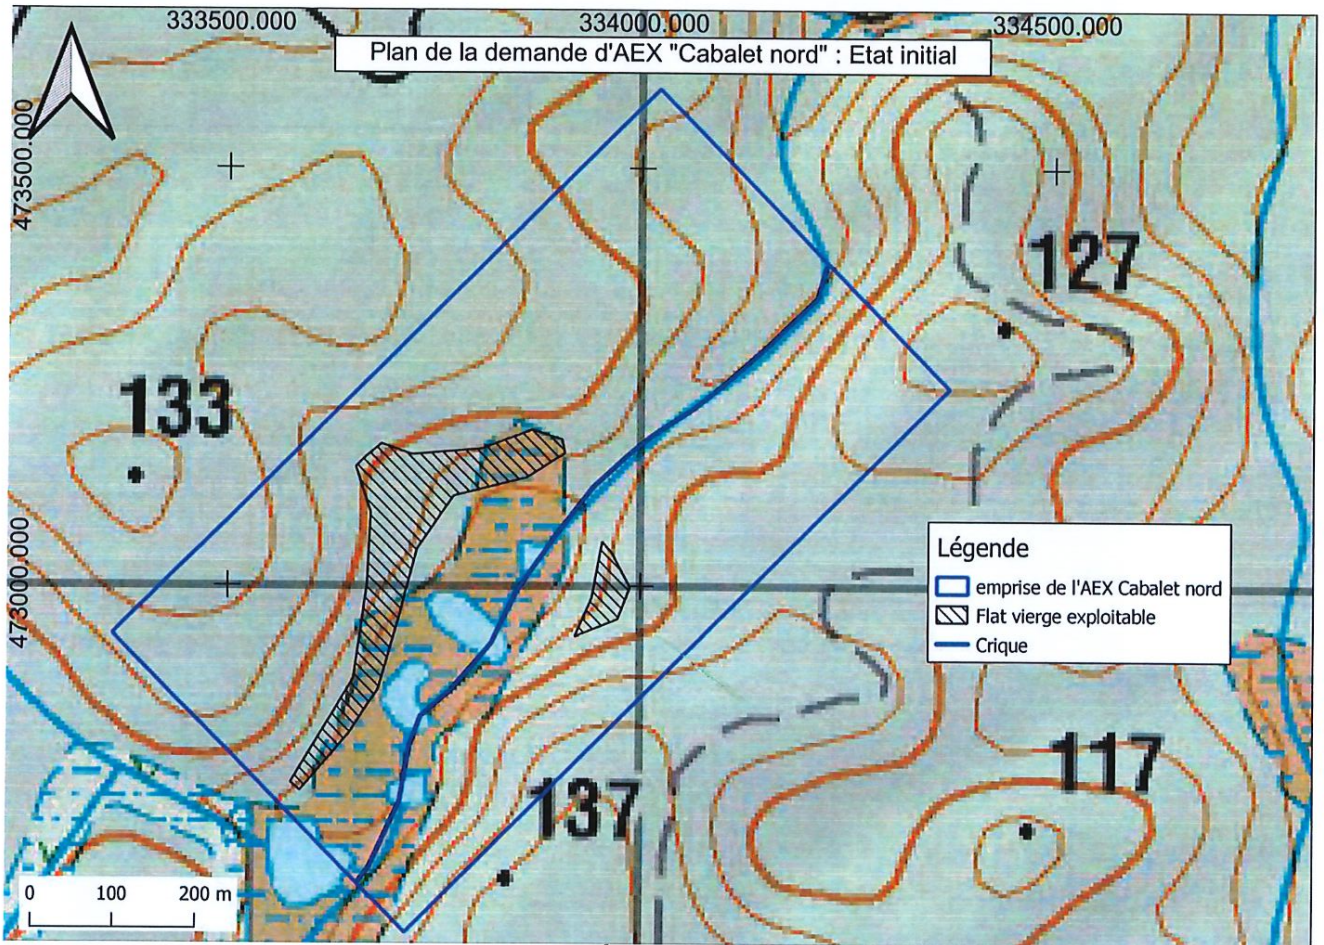 333500.000 334000.000 334500.000
Plan de la demande d'AEX "Cabalet nord" : Etat initial
473500.000
127
133
473000.000
Légende
emprise de l'AEX Cabalet nord
Flat vierge exploitable
Crique
117
137
0 100 200 m